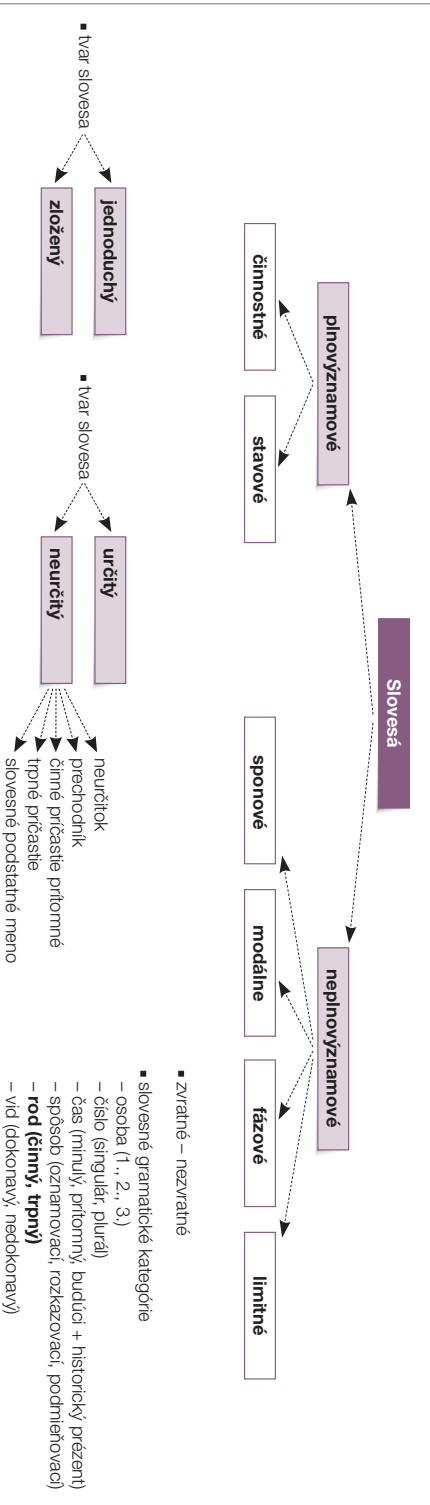 Slovesá
plnovýznamové
neplnovýznamové
činnostné
stavové
sponové
modálne
fázové
limitné
▪ tvar slovesa
jednoduchý
zložený
▪ tvar slovesa
určitý
neurčitý
neurčitok
prechodník
činné príčastie prítomné
trpné príčastie
slovesné podstatné meno
▪ zvratné – nezvratné
▪ slovesné gramatické kategórie
– osoba (1., 2., 3.)
– číslo (singulár, plurál)
– čas (minulý, prítomný, budúci + historický prézent)
– spôsob (oznamovací, rozkazovací, podmieňovací)
– rod (činný, trpný)
– vid (dokonavý, nedokonavý)